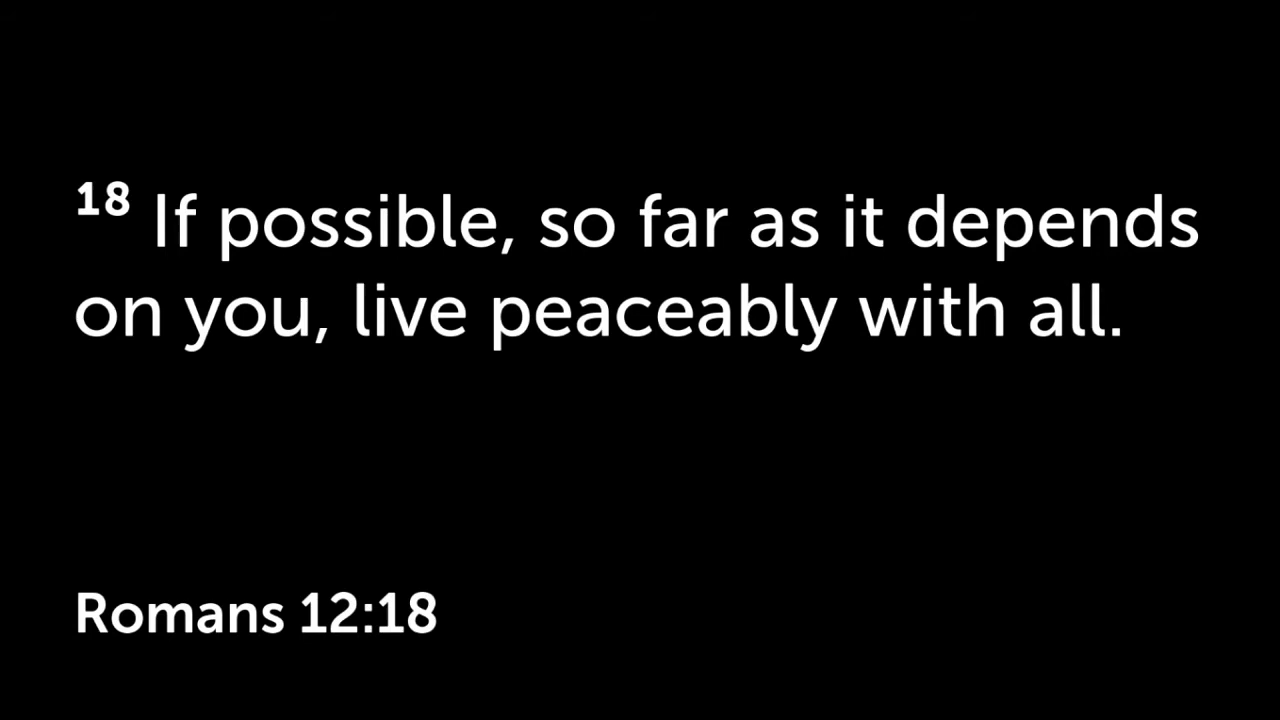 18 If possible, so far as it depends
on you, live peaceably with all.
Romans 12:18